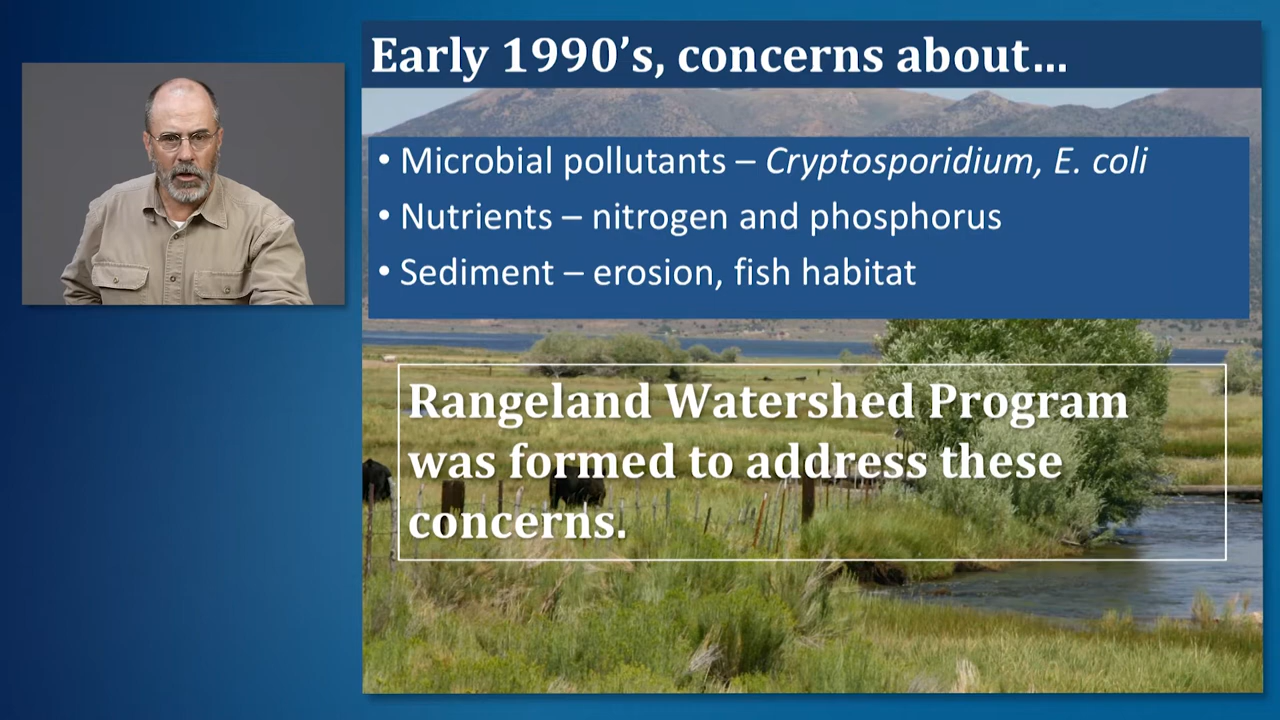 Early 1990’s, concerns about…
• Microbial pollutants – Cryptosporidium, E. coli
• Nutrients – nitrogen and phosphorus
• Sediment – erosion, fish habitat
Rangeland Watershed Program
was formed to address these
concerns.